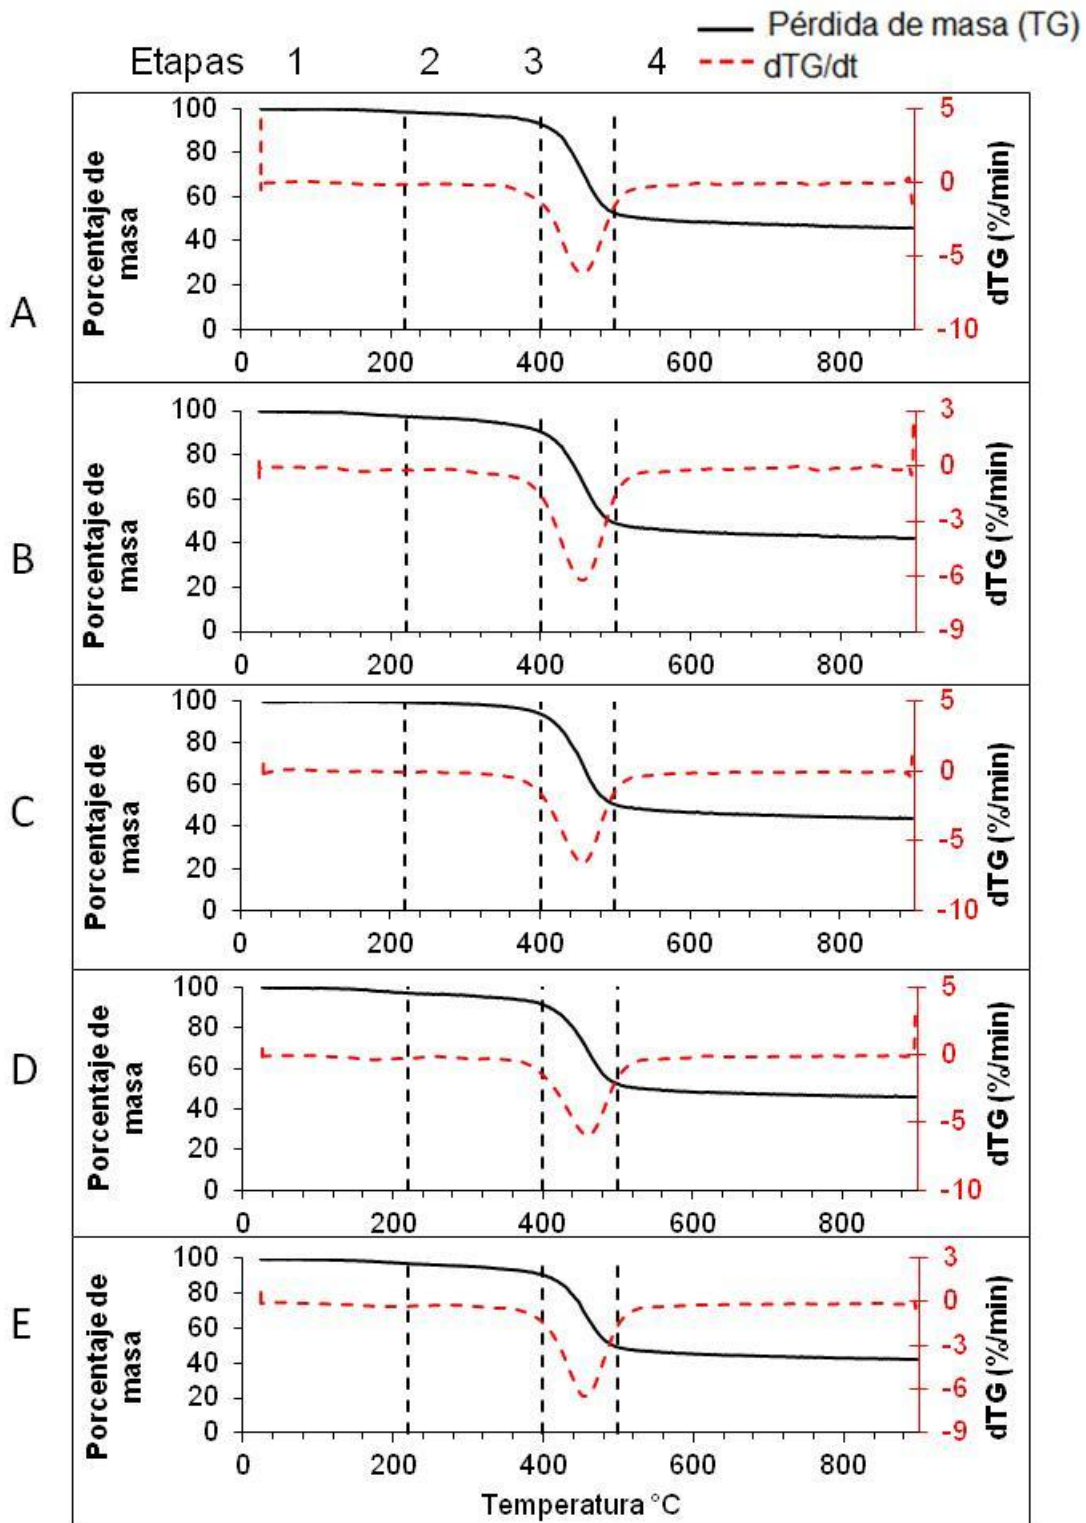 Pérdida de masa (TG)
dTG/dt
Etapas 1 2 3 4
A
Porcentaje de
masa
100
80
60
40
20
0
0 200 400 600 800
5
0
-5
-10
dTG (%/min)
B
Porcentaje de
masa
100
80
60
40
20
0
0 200 400 600 800
3
0
-3
-6
-9
dTG (%/min)
C
Porcentaje de
masa
100
80
60
40
20
0
0 200 400 600 800
5
0
-5
-10
dTG (%/min)
D
Porcentaje de
masa
100
80
60
40
20
0
0 200 400 600 800
5
0
-5
-10
dTG (%/min)
E
Porcentaje de
masa
100
80
60
40
20
0
0 200 400 600 800
3
0
-3
-6
-9
dTG (%/min)
Temperatura °C